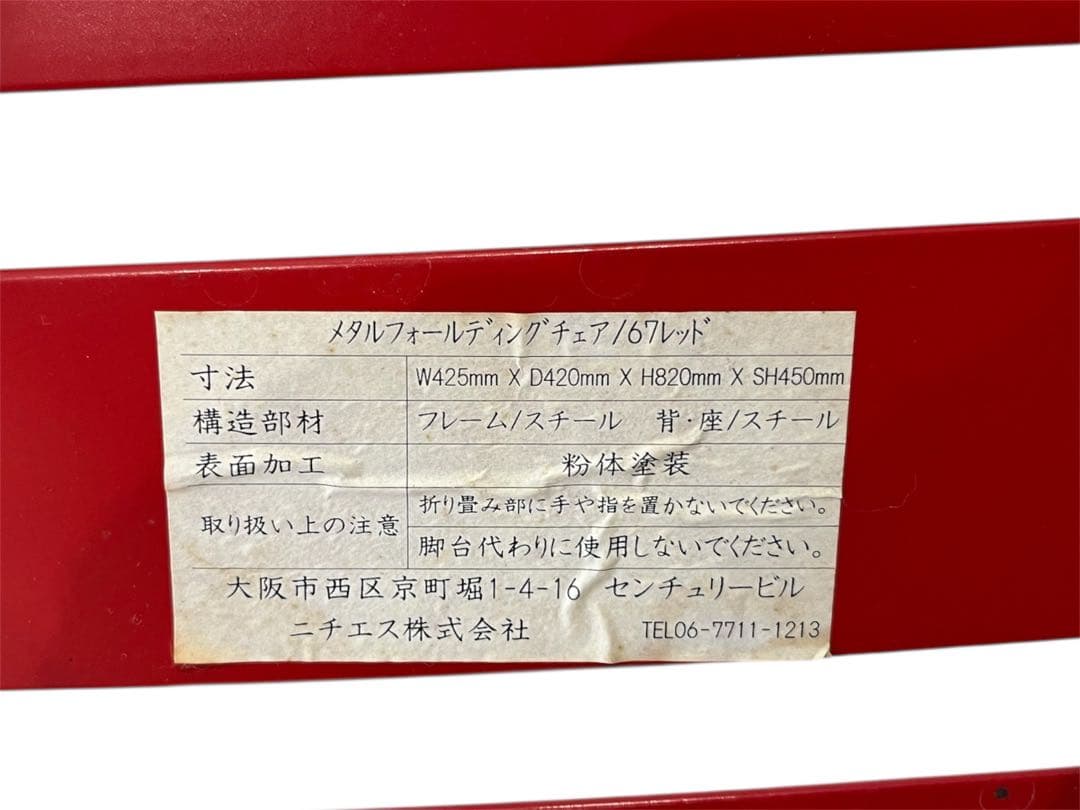 メタルフォールディングチェア/67レッド
寸法 W425mm X D420mm X H820mm X SH450mm
構造部材 フレーム/スチール 背・座/スチール
表面加工 粉体塗装
取り扱い上の注意 折り畳み部に手や指を置かないでください。
脚台代わりに使用しないでください。
大阪市西区京町堀1-4-16 センチュリービル
ニチエス株式会社 TEL06-7711-1213